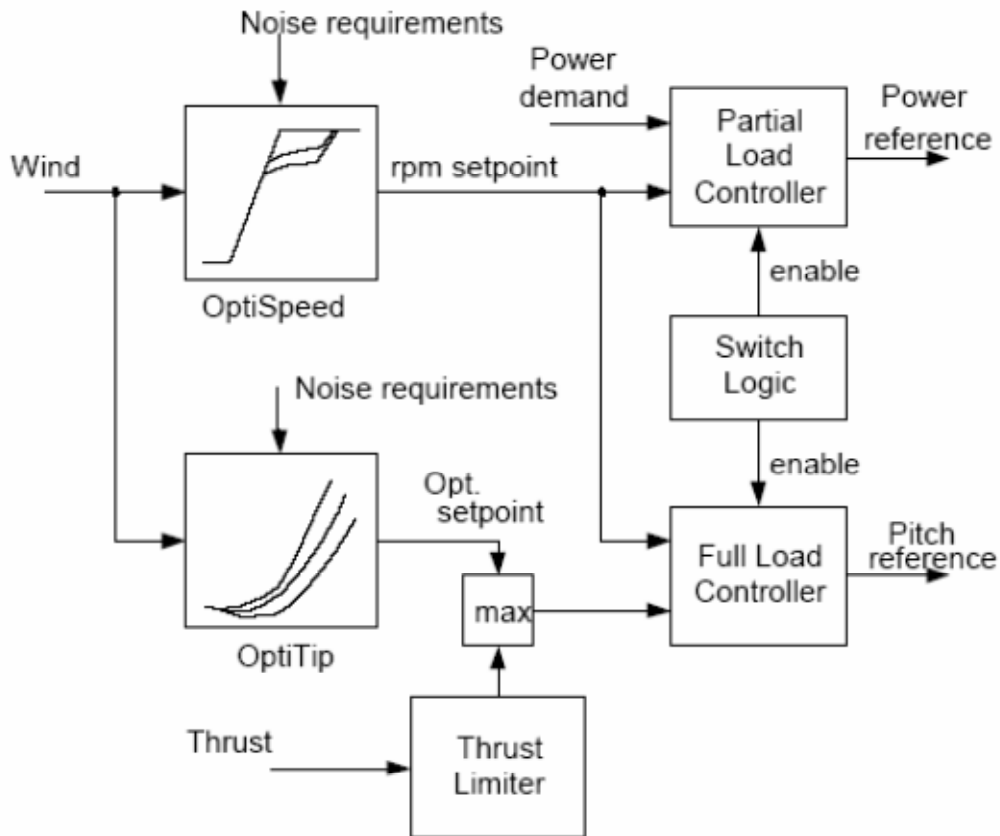 Noise requirements
Power
demand
Partial
Load
Controller
Power
reference
Wind
rpm setpoint
OptiSpeed
enable
Switch
Logic
Noise requirements
enable
Opt.
setpoint
Full Load
Controller
Pitch
reference
max
OptiTip
Thrust
Thrust
Limiter